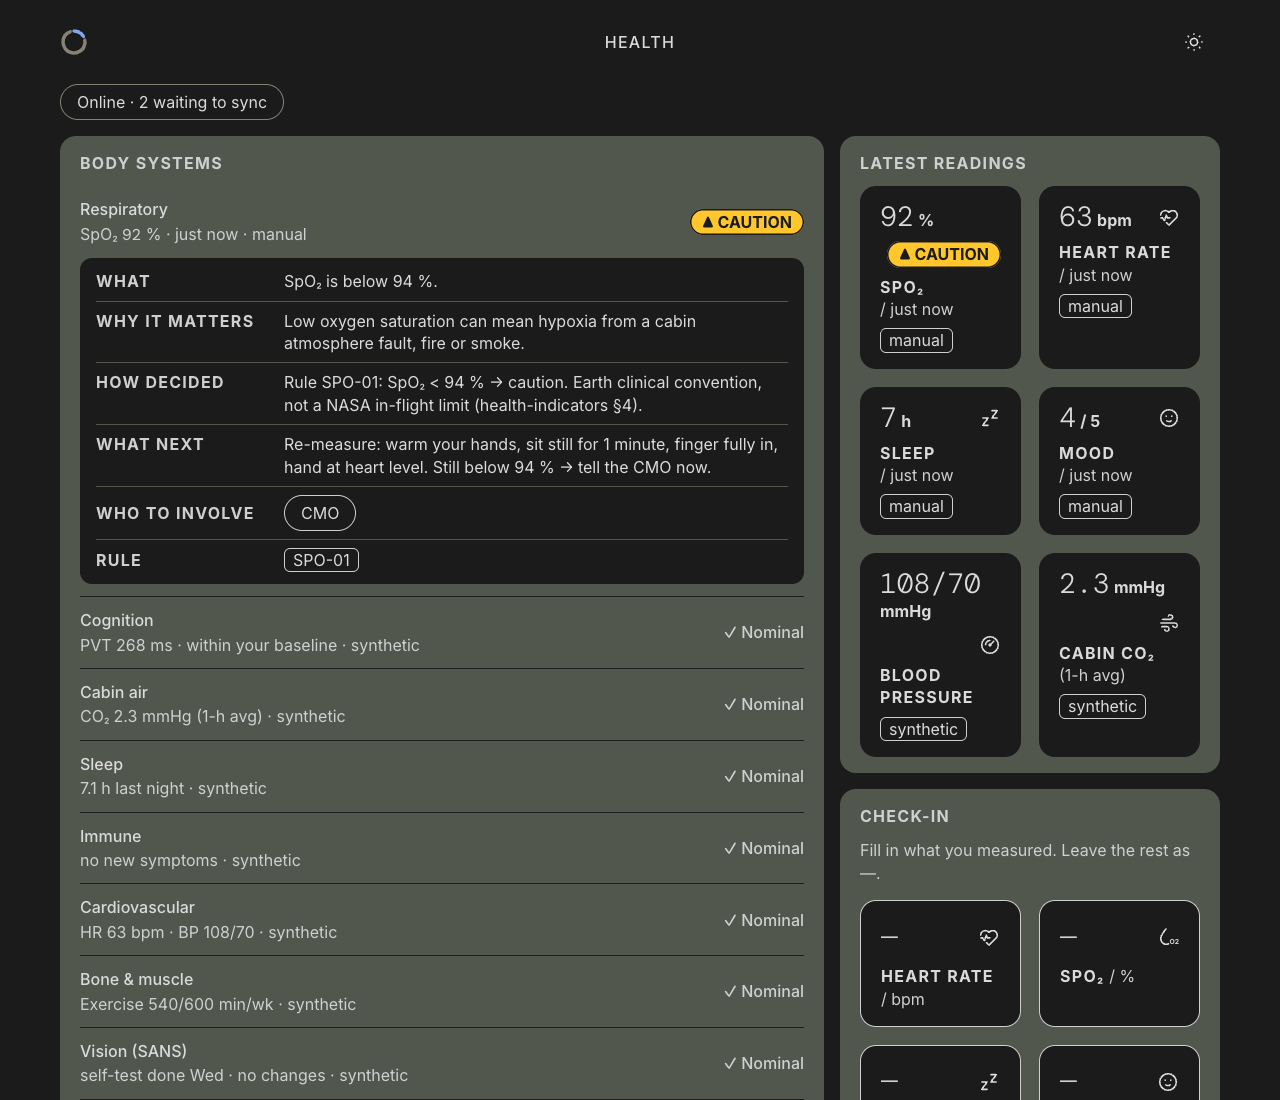 HEALTH
Online · 2 waiting to sync
BODY SYSTEMS
Respiratory
SpO₂ 92 % · just now · manual
CAUTION
WHAT
SpO₂ is below 94 %.
WHY IT MATTERS
Low oxygen saturation can mean hypoxia from a cabin
atmosphere fault, fire or smoke.
HOW DECIDED
Rule SPO-01: SpO₂ < 94 % → caution. Earth clinical convention,
not a NASA in-flight limit (health-indicators §4).
WHAT NEXT
Re-measure: warm your hands, sit still for 1 minute, finger fully in,
hand at heart level. Still below 94 % → tell the CMO now.
WHO TO INVOLVE
CMO
RULE
SPO-01
Cognition
PVT 268 ms · within your baseline · synthetic
✓ Nominal
Cabin air
CO₂ 2.3 mmHg (1-h avg) · synthetic
✓ Nominal
Sleep
7.1 h last night · synthetic
✓ Nominal
Immune
no new symptoms · synthetic
✓ Nominal
Cardiovascular
HR 63 bpm · BP 108/70 · synthetic
✓ Nominal
Bone & muscle
Exercise 540/600 min/wk · synthetic
✓ Nominal
Vision (SANS)
self-test done Wed · no changes · synthetic
✓ Nominal
LATEST READINGS
92 %
CAUTION
SPO₂
/ just now
manual
63 bpm
HEART RATE
/ just now
manual
7 h
zZ
SLEEP
/ just now
manual
4 / 5
MOOD
/ just now
manual
108/70
mmHg
BLOOD
PRESSURE
synthetic
2.3 mmHg
CABIN CO₂
(1-h avg)
synthetic
CHECK-IN
Fill in what you measured. Leave the rest as
—.
—
HEART RATE
/ bpm
—
O2
SPO₂ / %
—
zZ
—